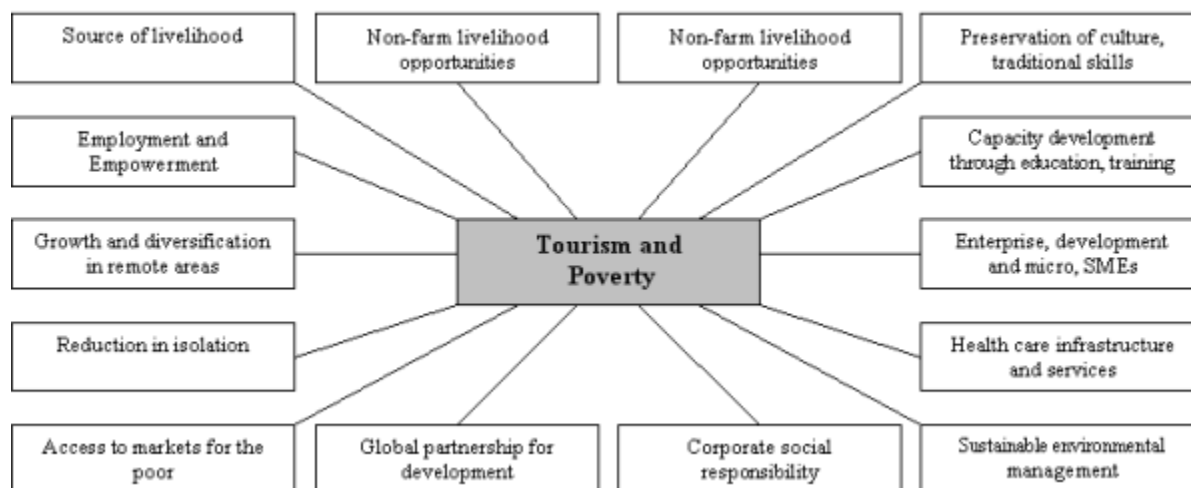 Source of livelihood
Non-farm livelihood
opportunities
Non-farm livelihood
opportunities
Preservation of culture,
traditional skills
Employment and
Empowerment
Capacity development
through education, training
Growth and diversification
in remote areas
Tourism and
Poverty
Enterprise, development
and micro, SMEs
Reduction in isolation
Health care infrastructure
and services
Access to markets for the
poor
Global partnership for
development
Corporate social
responsibility
Sustainable environmental
management